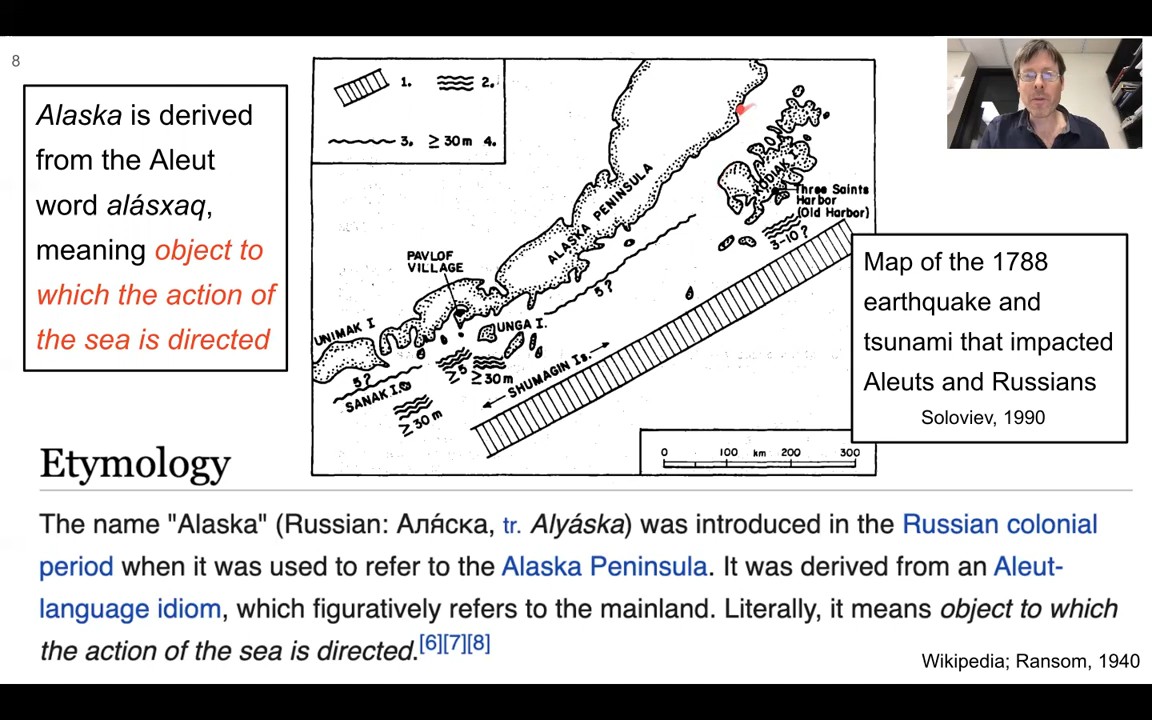 8
Alaska is derived
from the Aleut
word alásxaq,
meaning object to
which the action of
the sea is directed
1.
2.
3.
≥ 30 m 4.
KODIAK I.
Three Saints
Harbor
(Old Harbor)
3-10?
ALASKA PENINSULA
PAVLOF
VILLAGE
5?
UNIMAK I
UNGA I.
≥5
≥30 m
SHUMAGIN Is.
5?
SANAK I.
≥30 m
0 100 km 200 300
Map of the 1788
earthquake and
tsunami that impacted
Aleuts and Russians
Soloviev, 1990
Etymology
The name "Alaska" (Russian: Аля́ска, tr. Alyáska) was introduced in the Russian colonial
period when it was used to refer to the Alaska Peninsula. It was derived from an Aleut-
language idiom, which figuratively refers to the mainland. Literally, it means object to which
the action of the sea is directed.[6][7][8]
Wikipedia; Ransom, 1940